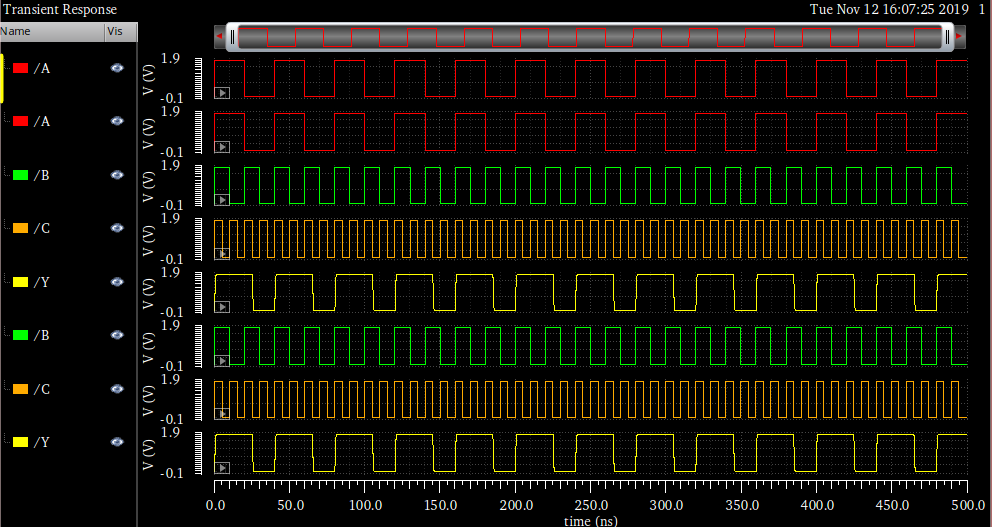 Transient Response Tue Nov 12 16:07:25 2019 1
Name Vis
/A V (V) 1.9 -0.1
/A V (V) 1.9 -0.1
/B V (V) 1.9 -0.1
/C V (V) 1.9 -0.1
/Y V (V) 1.9 -0.1
/B V (V) 1.9 -0.1
/C V (V) 1.9 -0.1
/Y V (V) 1.9 -0.1
0.0 50.0 100.0 150.0 200.0 250.0 300.0 350.0 400.0 450.0 500.0
time (ns)